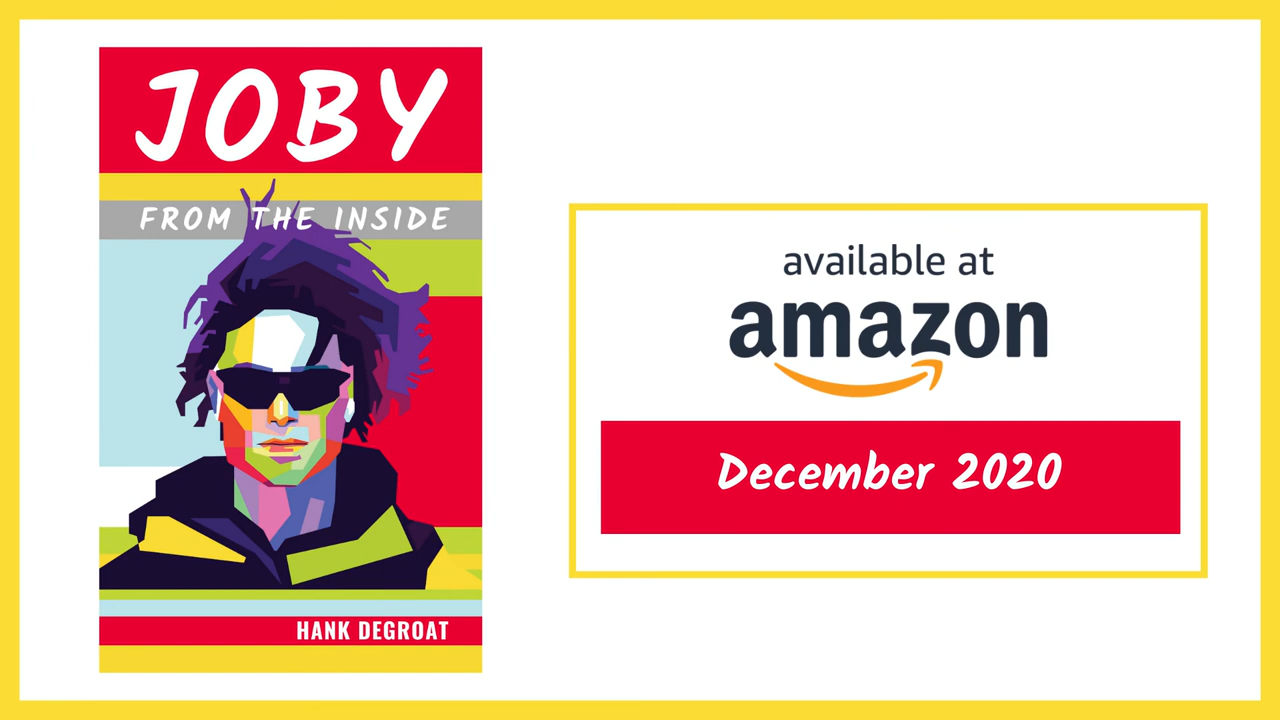 JOBY
FROM THE INSIDE
HANK DEGROAT
available at
amazon
December 2020